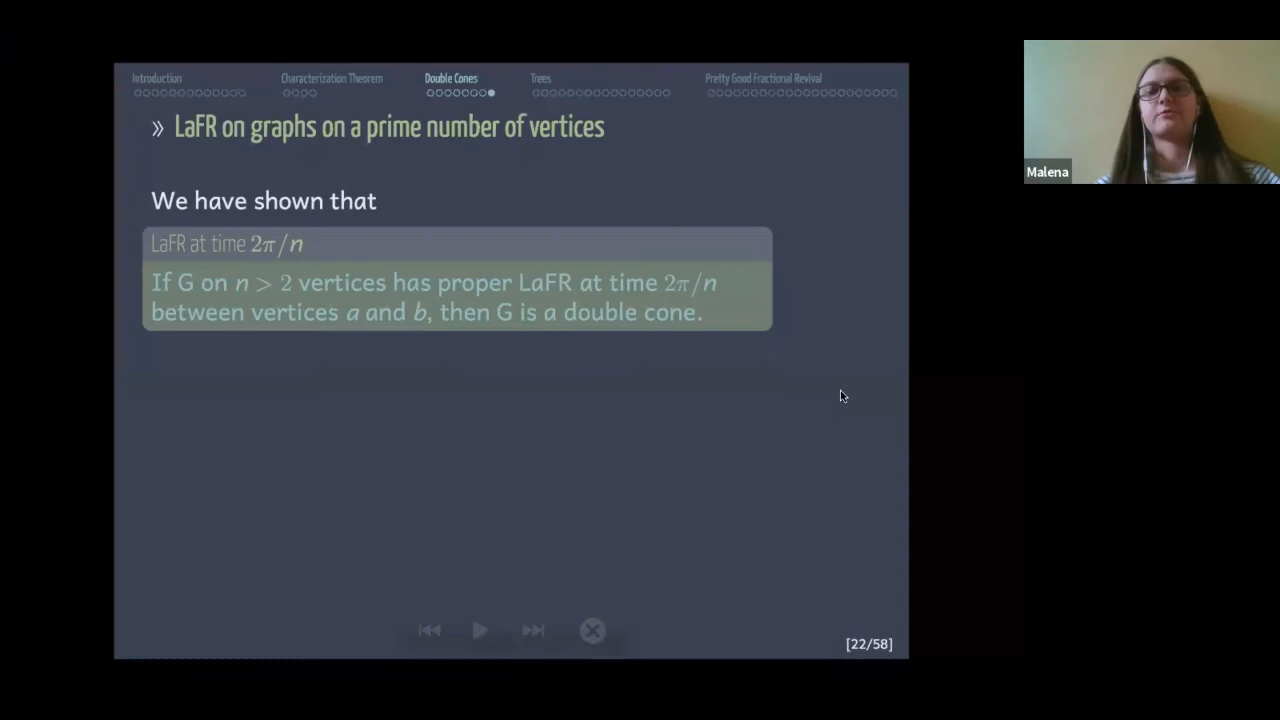 Introduction Characterization Theorem Double Cones Trees Pretty Good Fractional Revival
» LaFR on graphs on a prime number of vertices
We have shown that
LaFR at time 2π/n
If G on n > 2 vertices has proper LaFR at time 2π/n
between vertices a and b, then G is a double cone.
[22/58]
Malena